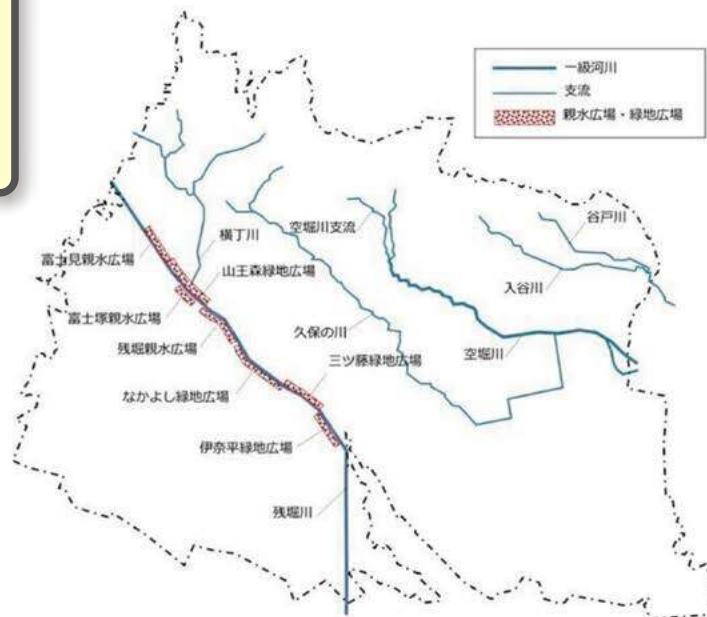 一級河川
支流
親水広場・緑地広場
谷戸川
空堀川支流
横丁川
富士見親水広場
山王森緑地広場
入谷川
富士塚親水広場
久保の川
残堀親水広場
空堀川
三ツ藤緑地広場
なかよし緑地広場
伊奈平緑地広場
残堀川